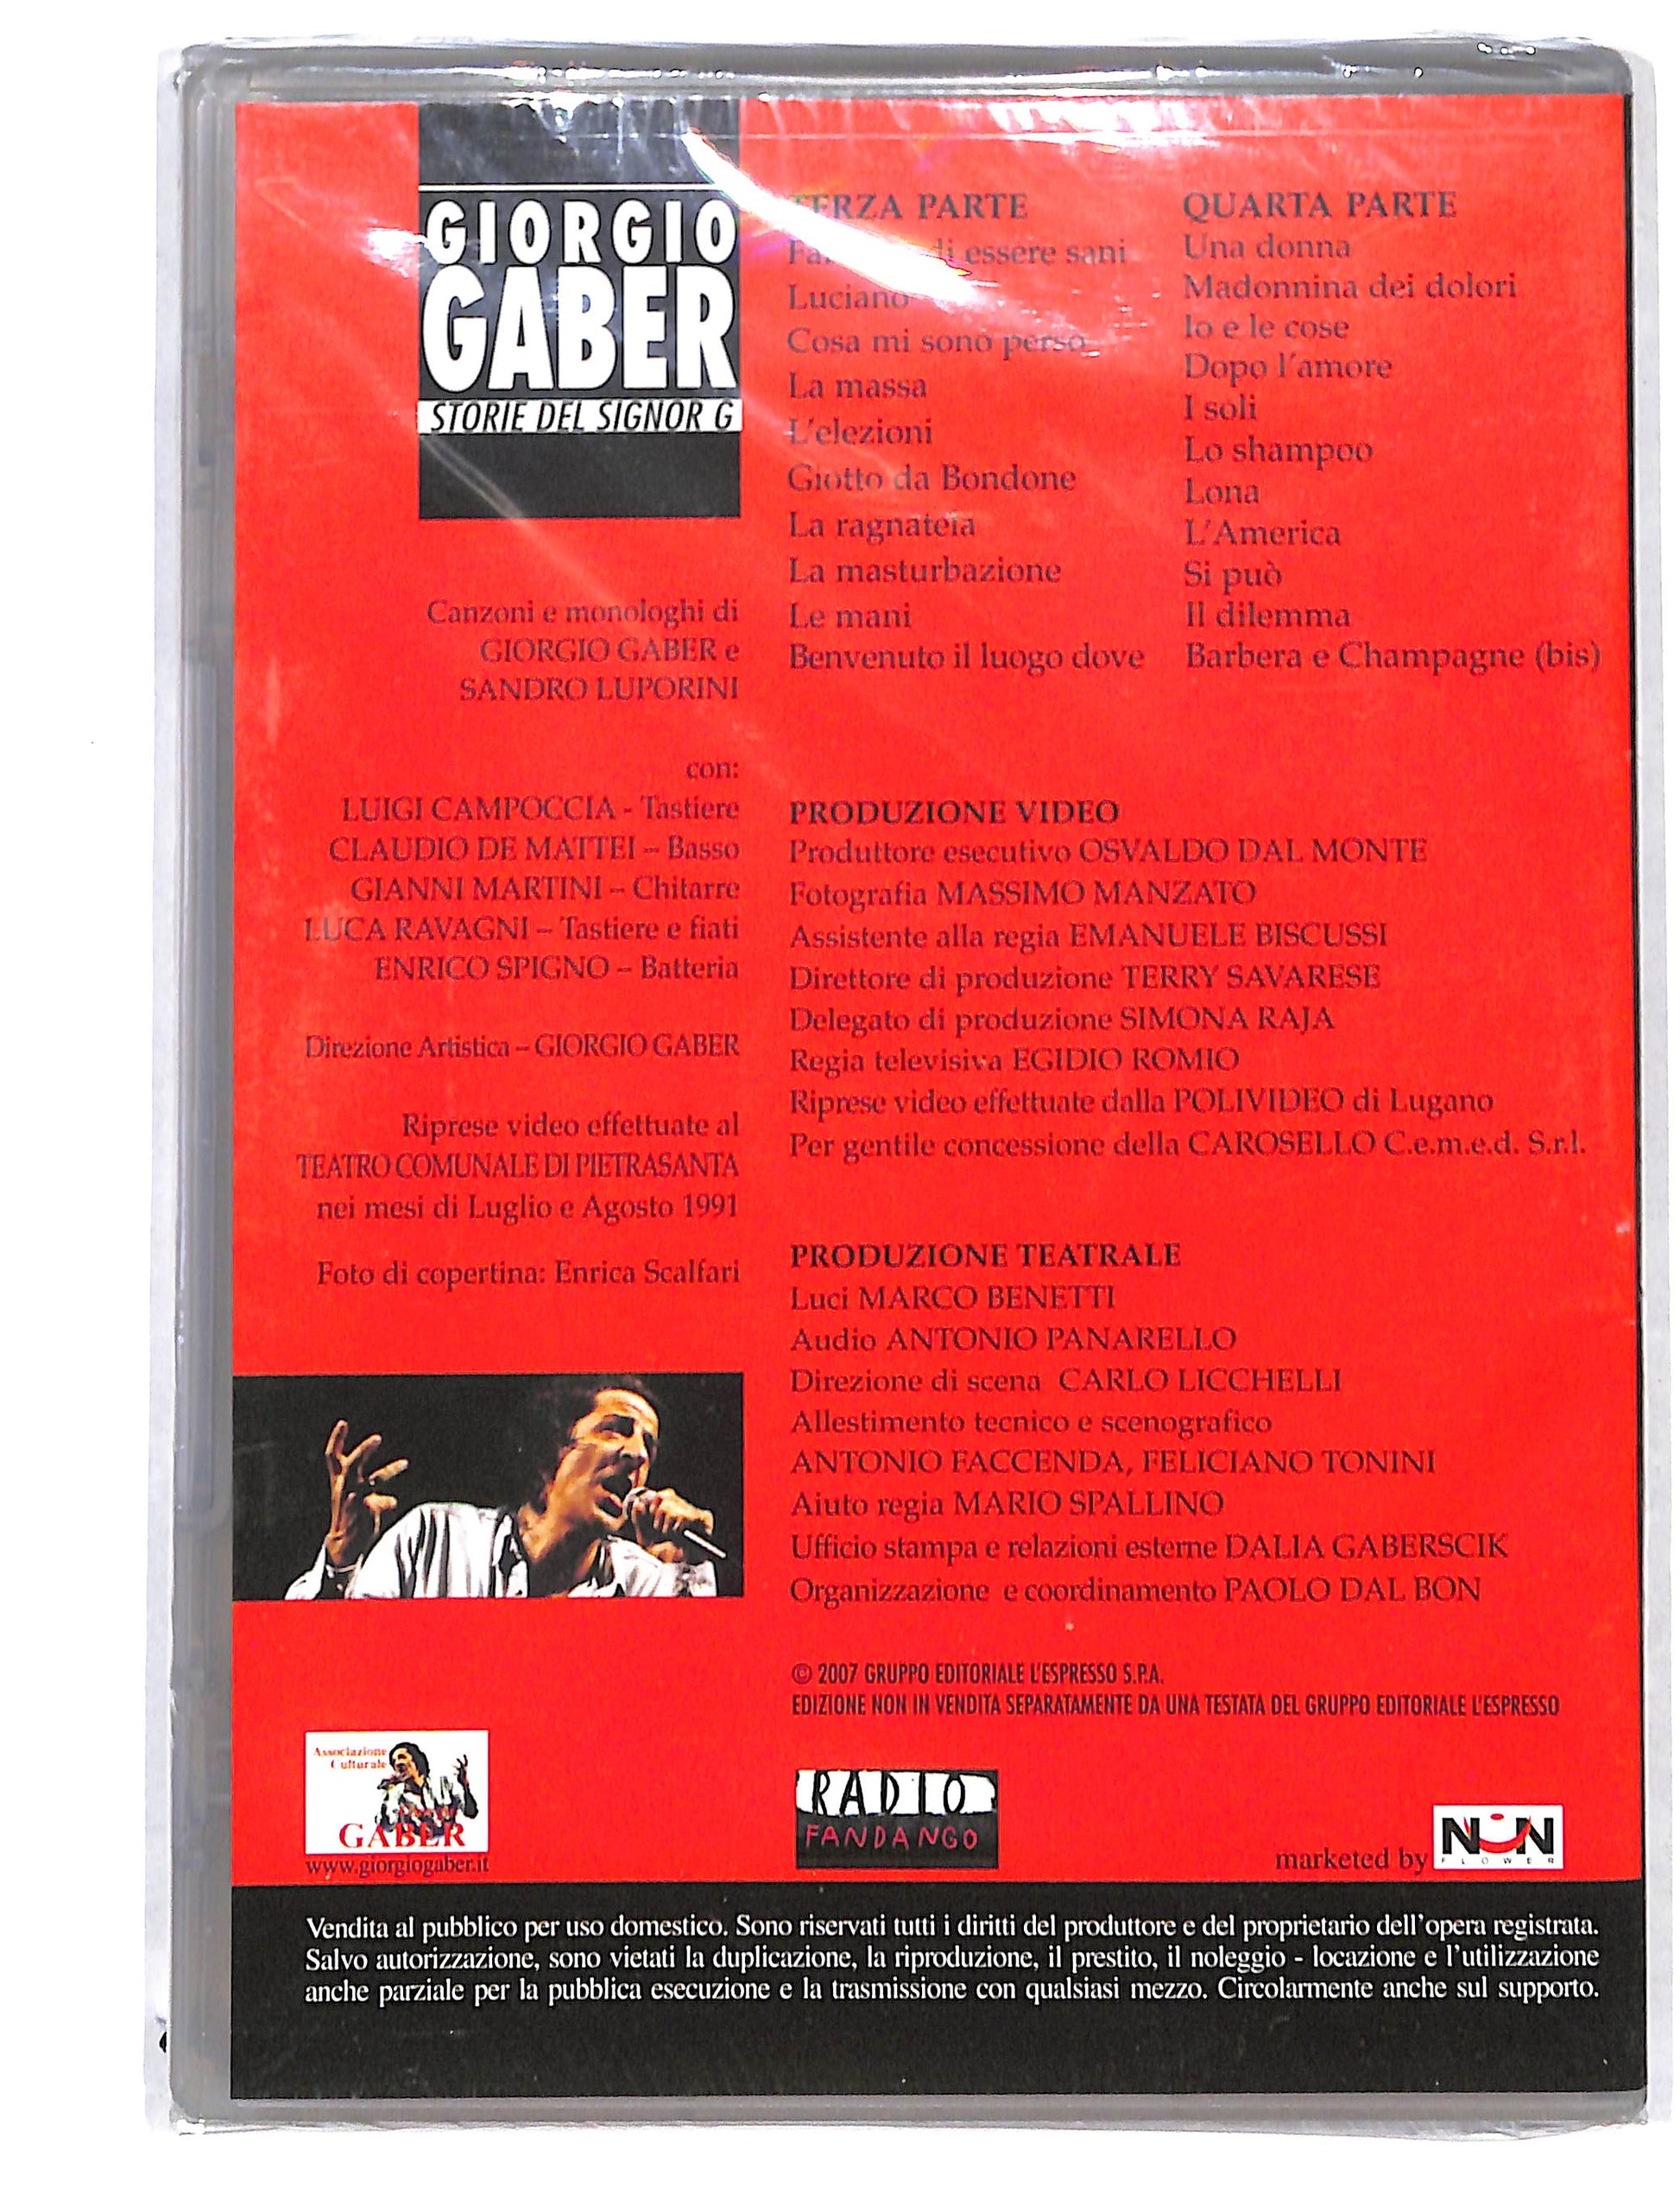 GIORGIO
GABER
STORIE DEL SIGNOR G
Canzoni e monologhi di
GIORGIO GABER e
SANDRO LUPORINI
con:
LUIGI CAMPOCCIA - Tastiere
CLAUDIO DE MATTEI – Basso
GIANNI MARTINI – Chitarre
LUCA RAVAGNI – Tastiere e fiati
ENRICO SPIGNO – Batteria
Direzione Artistica – GIORGIO GABER
Riprese video effettuate al
TEATRO COMUNALE DI PIETRASANTA
nei mesi di Luglio e Agosto 1991
Foto di copertina: Enrica Scalfari
TERZA PARTE
di essere sani
Luciano
Cosa mi sono perso
La massa
L'elezioni
Giotto da Bondone
La ragnatela
La masturbazione
Le mani
Benvenuto il luogo dove
QUARTA PARTE
Una donna
Madonnina dei dolori
Io e le cose
Dopo l'amore
I soli
Lo shampoo
Lona
L'America
Si può
Il dilemma
Barbera e Champagne (bis)
PRODUZIONE VIDEO
Produttore esecutivo OSVALDO DAL MONTE
Fotografia MASSIMO MANZATO
Assistente alla regia EMANUELE BISCUSSI
Direttore di produzione TERRY SAVARESE
Delegato di produzione SIMONA RAJA
Regia televisiva EGIDIO ROMIO
Riprese video effettuate dalla POLIVIDEO di Lugano
Per gentile concessione della CAROSELLO C.e.m.e.d. S.r.l.
PRODUZIONE TEATRALE
Luci MARCO BENETTI
Audio ANTONIO PANARELLO
Direzione di scena CARLO LICCHELLI
Allestimento tecnico e scenografico
ANTONIO FACCENDA, FELICIANO TONINI
Aiuto regia MARIO SPALLINO
Ufficio stampa e relazioni esterne DALIA GABERSCIK
Organizzazione e coordinamento PAOLO DAL BON
© 2007 GRUPPO EDITORIALE L'ESPRESSO S.P.A.
EDIZIONE NON IN VENDITA SEPARATAMENTE DA UNA TESTATA DEL GRUPPO EDITORIALE L'ESPRESSO
Associazione
Culturale
GABER
www.giorgiogaber.it
RADIO
FANDANGO
marketed by
NUN
FLOWER
Vendita al pubblico per uso domestico. Sono riservati tutti i diritti del produttore e del proprietario dell'opera registrata.
Salvo autorizzazione, sono vietati la duplicazione, la riproduzione, il prestito, il noleggio - locazione e l'utilizzazione
anche parziale per la pubblica esecuzione e la trasmissione con qualsiasi mezzo. Circolarmente anche sul supporto.